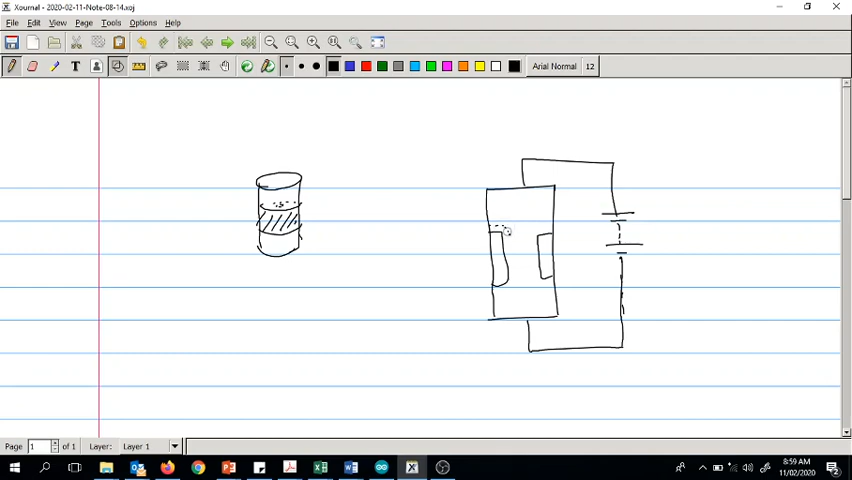 Xournal - 2020-02-11-Note-08-14.xoj
File Edit View Page Tools Options Help
Arial Normal 12
Page 1 of 1 Layer: Layer 1
8:59 AM
11/02/2020
2